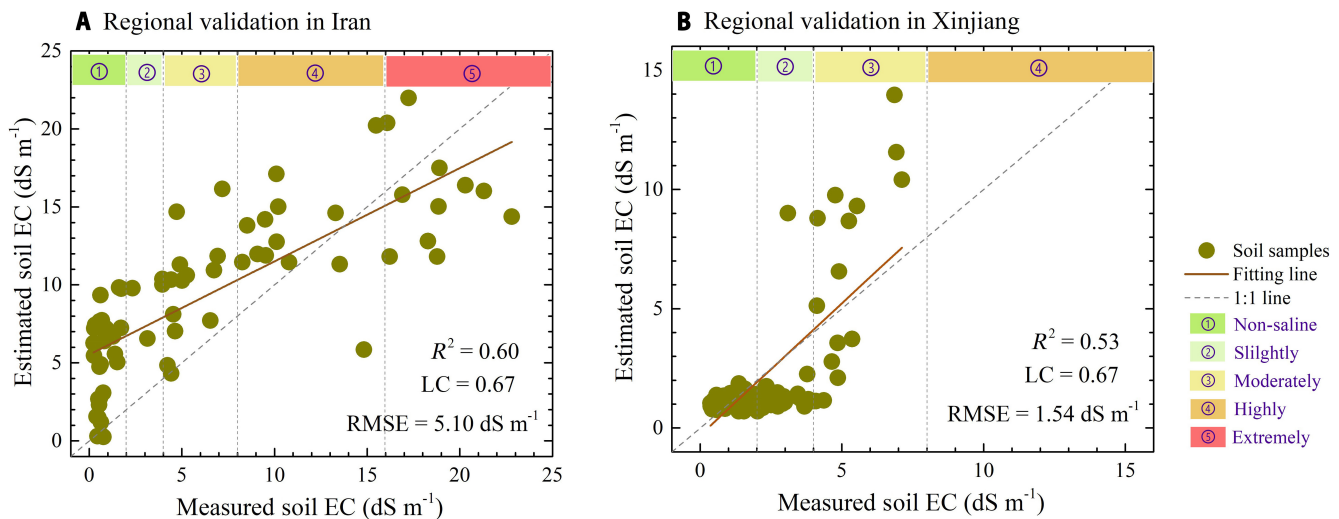 A Regional validation in Iran
25
20
15
10
5
0
Estimated soil EC (dS m⁻¹)
① ② ③ ④ ⑤
R² = 0.60
LC = 0.67
RMSE = 5.10 dS m⁻¹
0 5 10 15 20 25
Measured soil EC (dS m⁻¹)
B Regional validation in Xinjiang
15
10
5
0
Estimated soil EC (dS m⁻¹)
① ② ③ ④
R² = 0.53
LC = 0.67
RMSE = 1.54 dS m⁻¹
0 5 10 15
Measured soil EC (dS m⁻¹)
Soil samples
Fitting line
1:1 line
① Non-saline
② Slilghtly
③ Moderately
④ Highly
⑤ Extremely